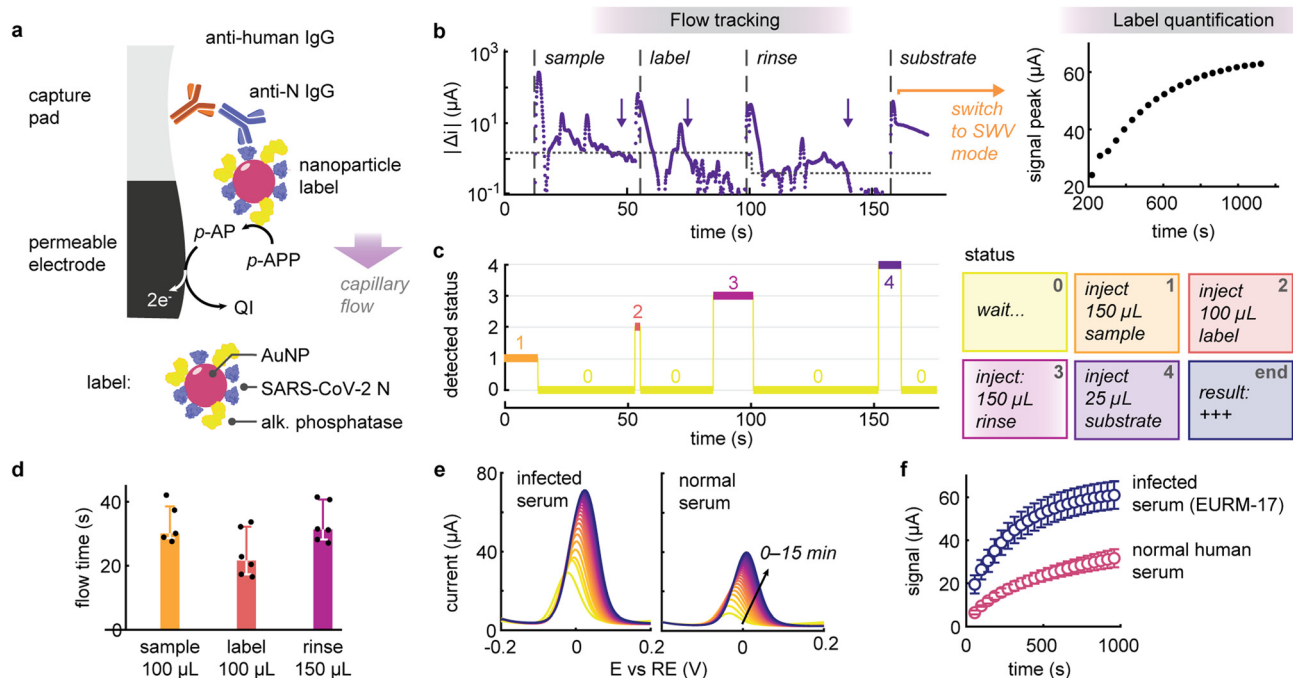 a
anti-human IgG
capture
pad
anti-N IgG
nanoparticle
label
p-AP
p-APP
permeable
electrode
2e-
QI
capillary
flow
label:
AuNP
SARS-CoV-2 N
alk. phosphatase
Flow tracking
Label quantification
b
|Δi| (µA)
10³
10¹
10⁻¹
sample
label
rinse
substrate
switch
to SWV
mode
0
50
100
150
time (s)
signal peak (µA)
60
40
20
200
600
1000
time (s)
c
detected status
4
3
2
1
0
1
0
2
0
3
0
4
0
0
50
100
150
time (s)
status
0
wait...
1
inject
150 µL
sample
2
inject
100 µL
label
3
inject:
150 µL
rinse
4
inject
25 µL
substrate
end
result:
+++
d
flow time (s)
40
20
0
sample
100 µL
label
100 µL
rinse
150 µL
e
current (µA)
80
40
0
infected
serum
normal
serum
0–15 min
-0.2
0
0.2
0
0.2
E vs RE (V)
f
signal (µA)
60
40
20
0
infected
serum (EURM-17)
normal human
serum
0
500
1000
time (s)